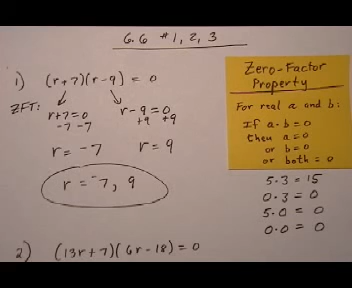 6.6 #1, 2, 3
1) (r+7)(r-9) = 0
ZFT: r+7=0 r-9=0
-7 -7 +9 +9
r = -7 r = 9
r = -7, 9
2) (13r+7)(6r-18) = 0
Zero-Factor
Property
For real a and b:
If a·b=0
then a=0
or b=0
or both = 0
5·3 = 15
0·3 = 0
5·0 = 0
0·0 = 0